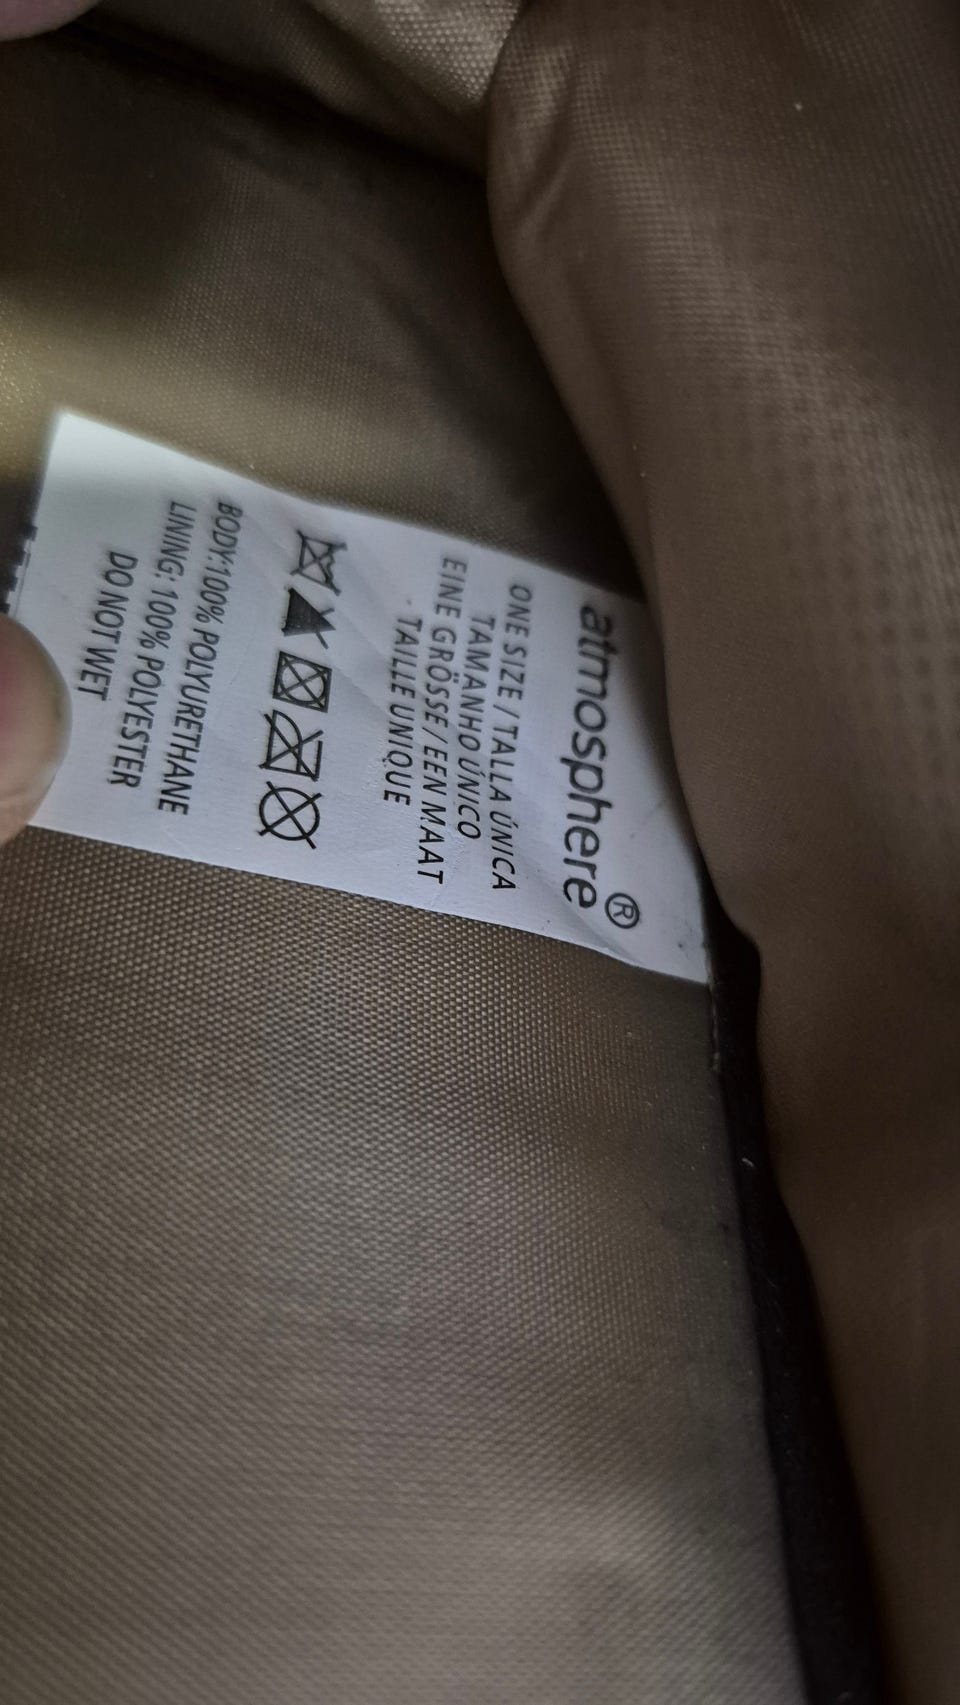 atmosphere®
ONE SIZE / TALLA ÚNICA
TAMANHO ÚNICO
EINE GRÖSSE / EEN MAAT
TAILLE UNIQUE
BODY:100% POLYURETHANE
LINING: 100% POLYESTER
DO NOT WET